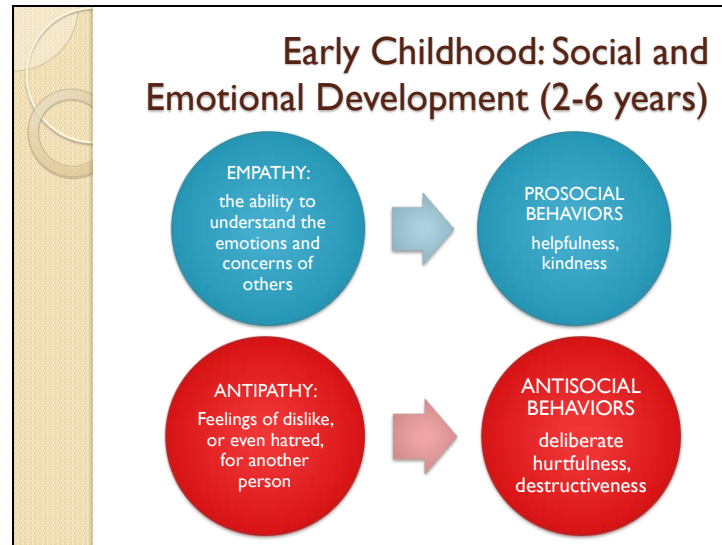 Early Childhood: Social and
Emotional Development (2-6 years)
EMPATHY:
the ability to
understand the
emotions and
concerns of
others
PROSOCIAL
BEHAVIORS
helpfulness,
kindness
ANTIPATHY:
Feelings of dislike,
or even hatred,
for another
person
ANTISOCIAL
BEHAVIORS
deliberate
hurtfulness,
destructiveness